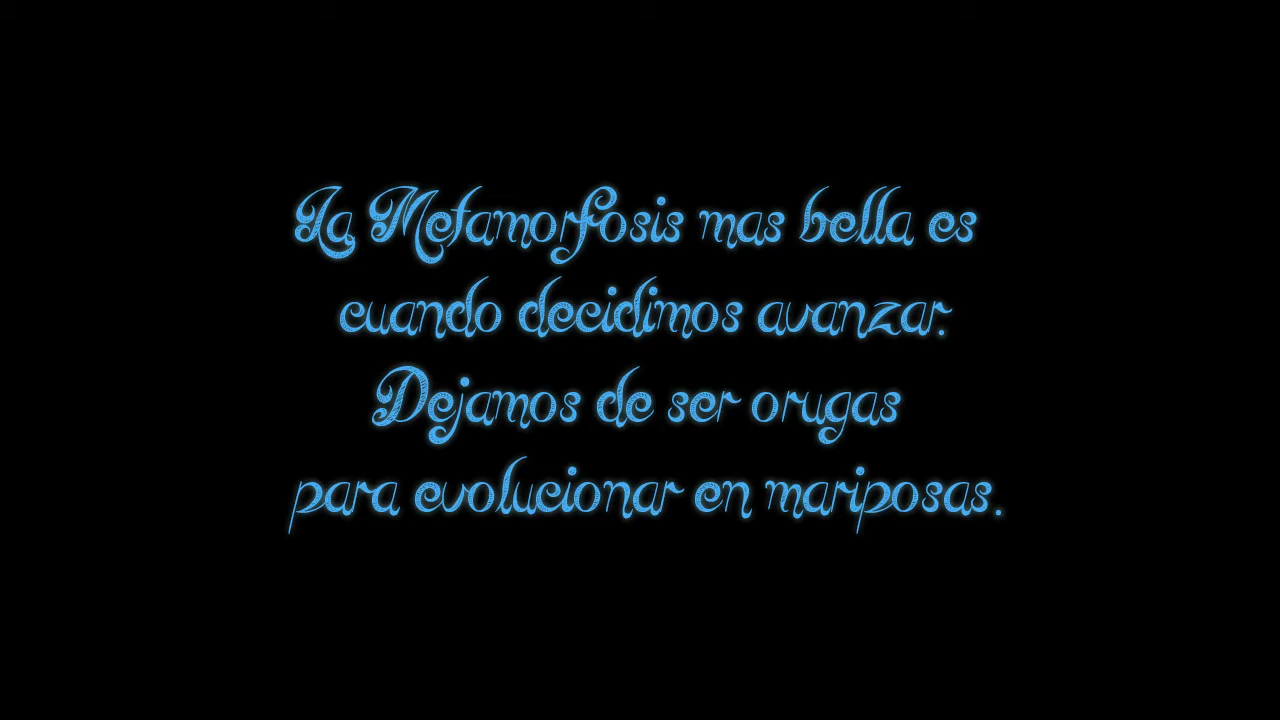 La Metamorfosis mas bella es
cuando decidimos avanzar.
Dejamos de ser orugas
para evolucionar en mariposas.